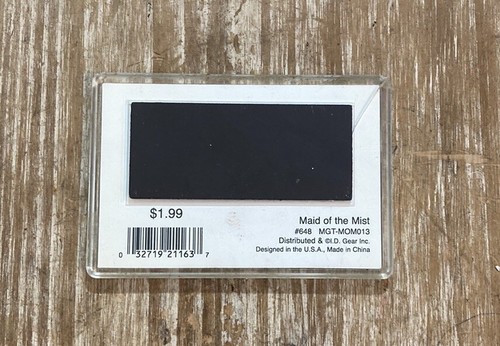 $1.99
Maid of the Mist
#648 MGT-MOM013
Distributed & ©I.D. Gear Inc.
Designed in the U.S.A., Made in China
0 32719 21163 7